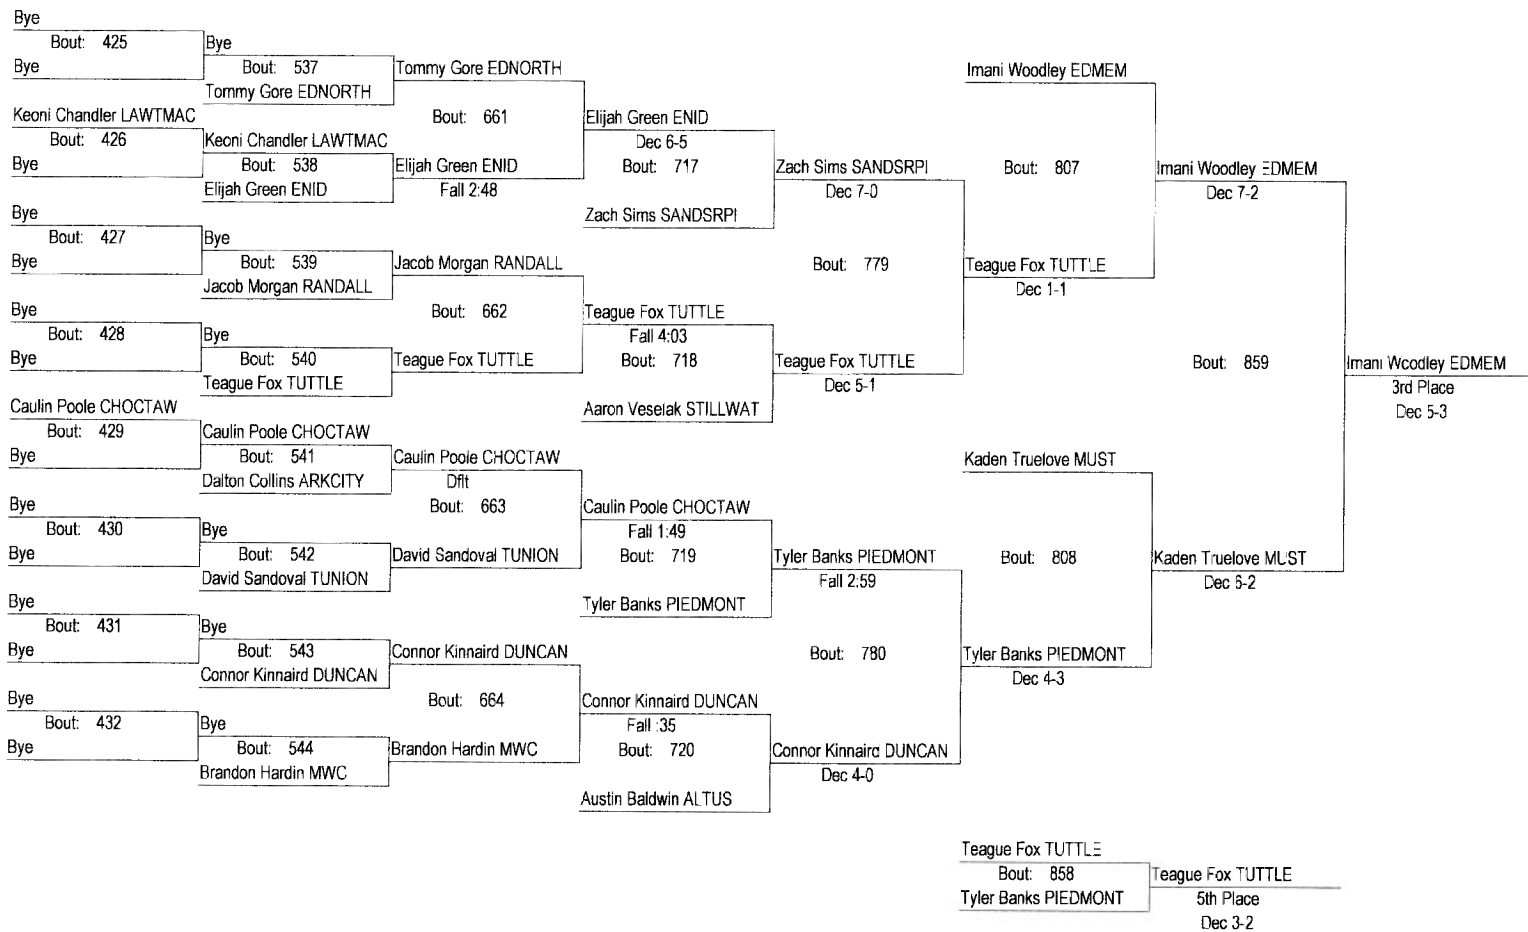 Bye
Bout: 425
Bye
Keoni Chandler LAWTMAC
Bout: 426
Bye
Bye
Bout: 427
Bye
Bye
Bout: 428
Bye
Caulin Poole CHOCTAW
Bout: 429
Bye
Bye
Bout: 430
Bye
Bye
Bout: 431
Bye
Bye
Bout: 432
Bye
Bye
Bout: 537
Tommy Gore EDNORTH
Keoni Chandler LAWTMAC
Bout: 538
Elijah Green ENID
Bye
Bout: 539
Jacob Morgan RANDALL
Bye
Bout: 540
Teague Fox TUTTLE
Caulin Poole CHOCTAW
Bout: 541
Dalton Collins ARKCITY
Bye
Bout: 542
David Sandoval TUNION
Bye
Bout: 543
Connor Kinnaird DUNCAN
Bye
Bout: 544
Brandon Hardin MWC
Tommy Gore EDNORTH
Bout: 661
Elijah Green ENID
Fall 2:48
Jacob Morgan RANDALL
Bout: 662
Teague Fox TUTTLE
Caulin Poole CHOCTAW
Dflt
Bout: 663
David Sandoval TUNION
Connor Kinnaird DUNCAN
Bout: 664
Brandon Hardin MWC
Elijah Green ENID
Dec 6-5
Bout: 717
Zach Sims SANDSRPI
Teague Fox TUTTLE
Fall 4:03
Bout: 718
Aaron Veselak STILLWAT
Caulin Poole CHOCTAW
Fall 1:49
Bout: 719
Tyler Banks PIEDMONT
Connor Kinnaird DUNCAN
Fall :35
Bout: 720
Austin Baldwin ALTUS
Zach Sims SANDSRPI
Dec 7-0
Bout: 779
Teague Fox TUTTLE
Dec 5-1
Tyler Banks PIEDMONT
Fall 2:59
Bout: 780
Connor Kinnaird DUNCAN
Dec 4-0
Imani Woodley EDMEM
Bout: 807
Teague Fox TUTTLE
Dec 1-1
Kaden Truelove MUST
Bout: 808
Tyler Banks PIEDMONT
Dec 4-3
Imani Woodley EDMEM
Dec 7-2
Bout: 859
Kaden Truelove MUST
Dec 6-2
Imani Woodley EDMEM
3rd Place
Dec 5-3
Teague Fox TUTTLE
Bout: 858
Tyler Banks PIEDMONT
Teague Fox TUTTLE
5th Place
Dec 3-2